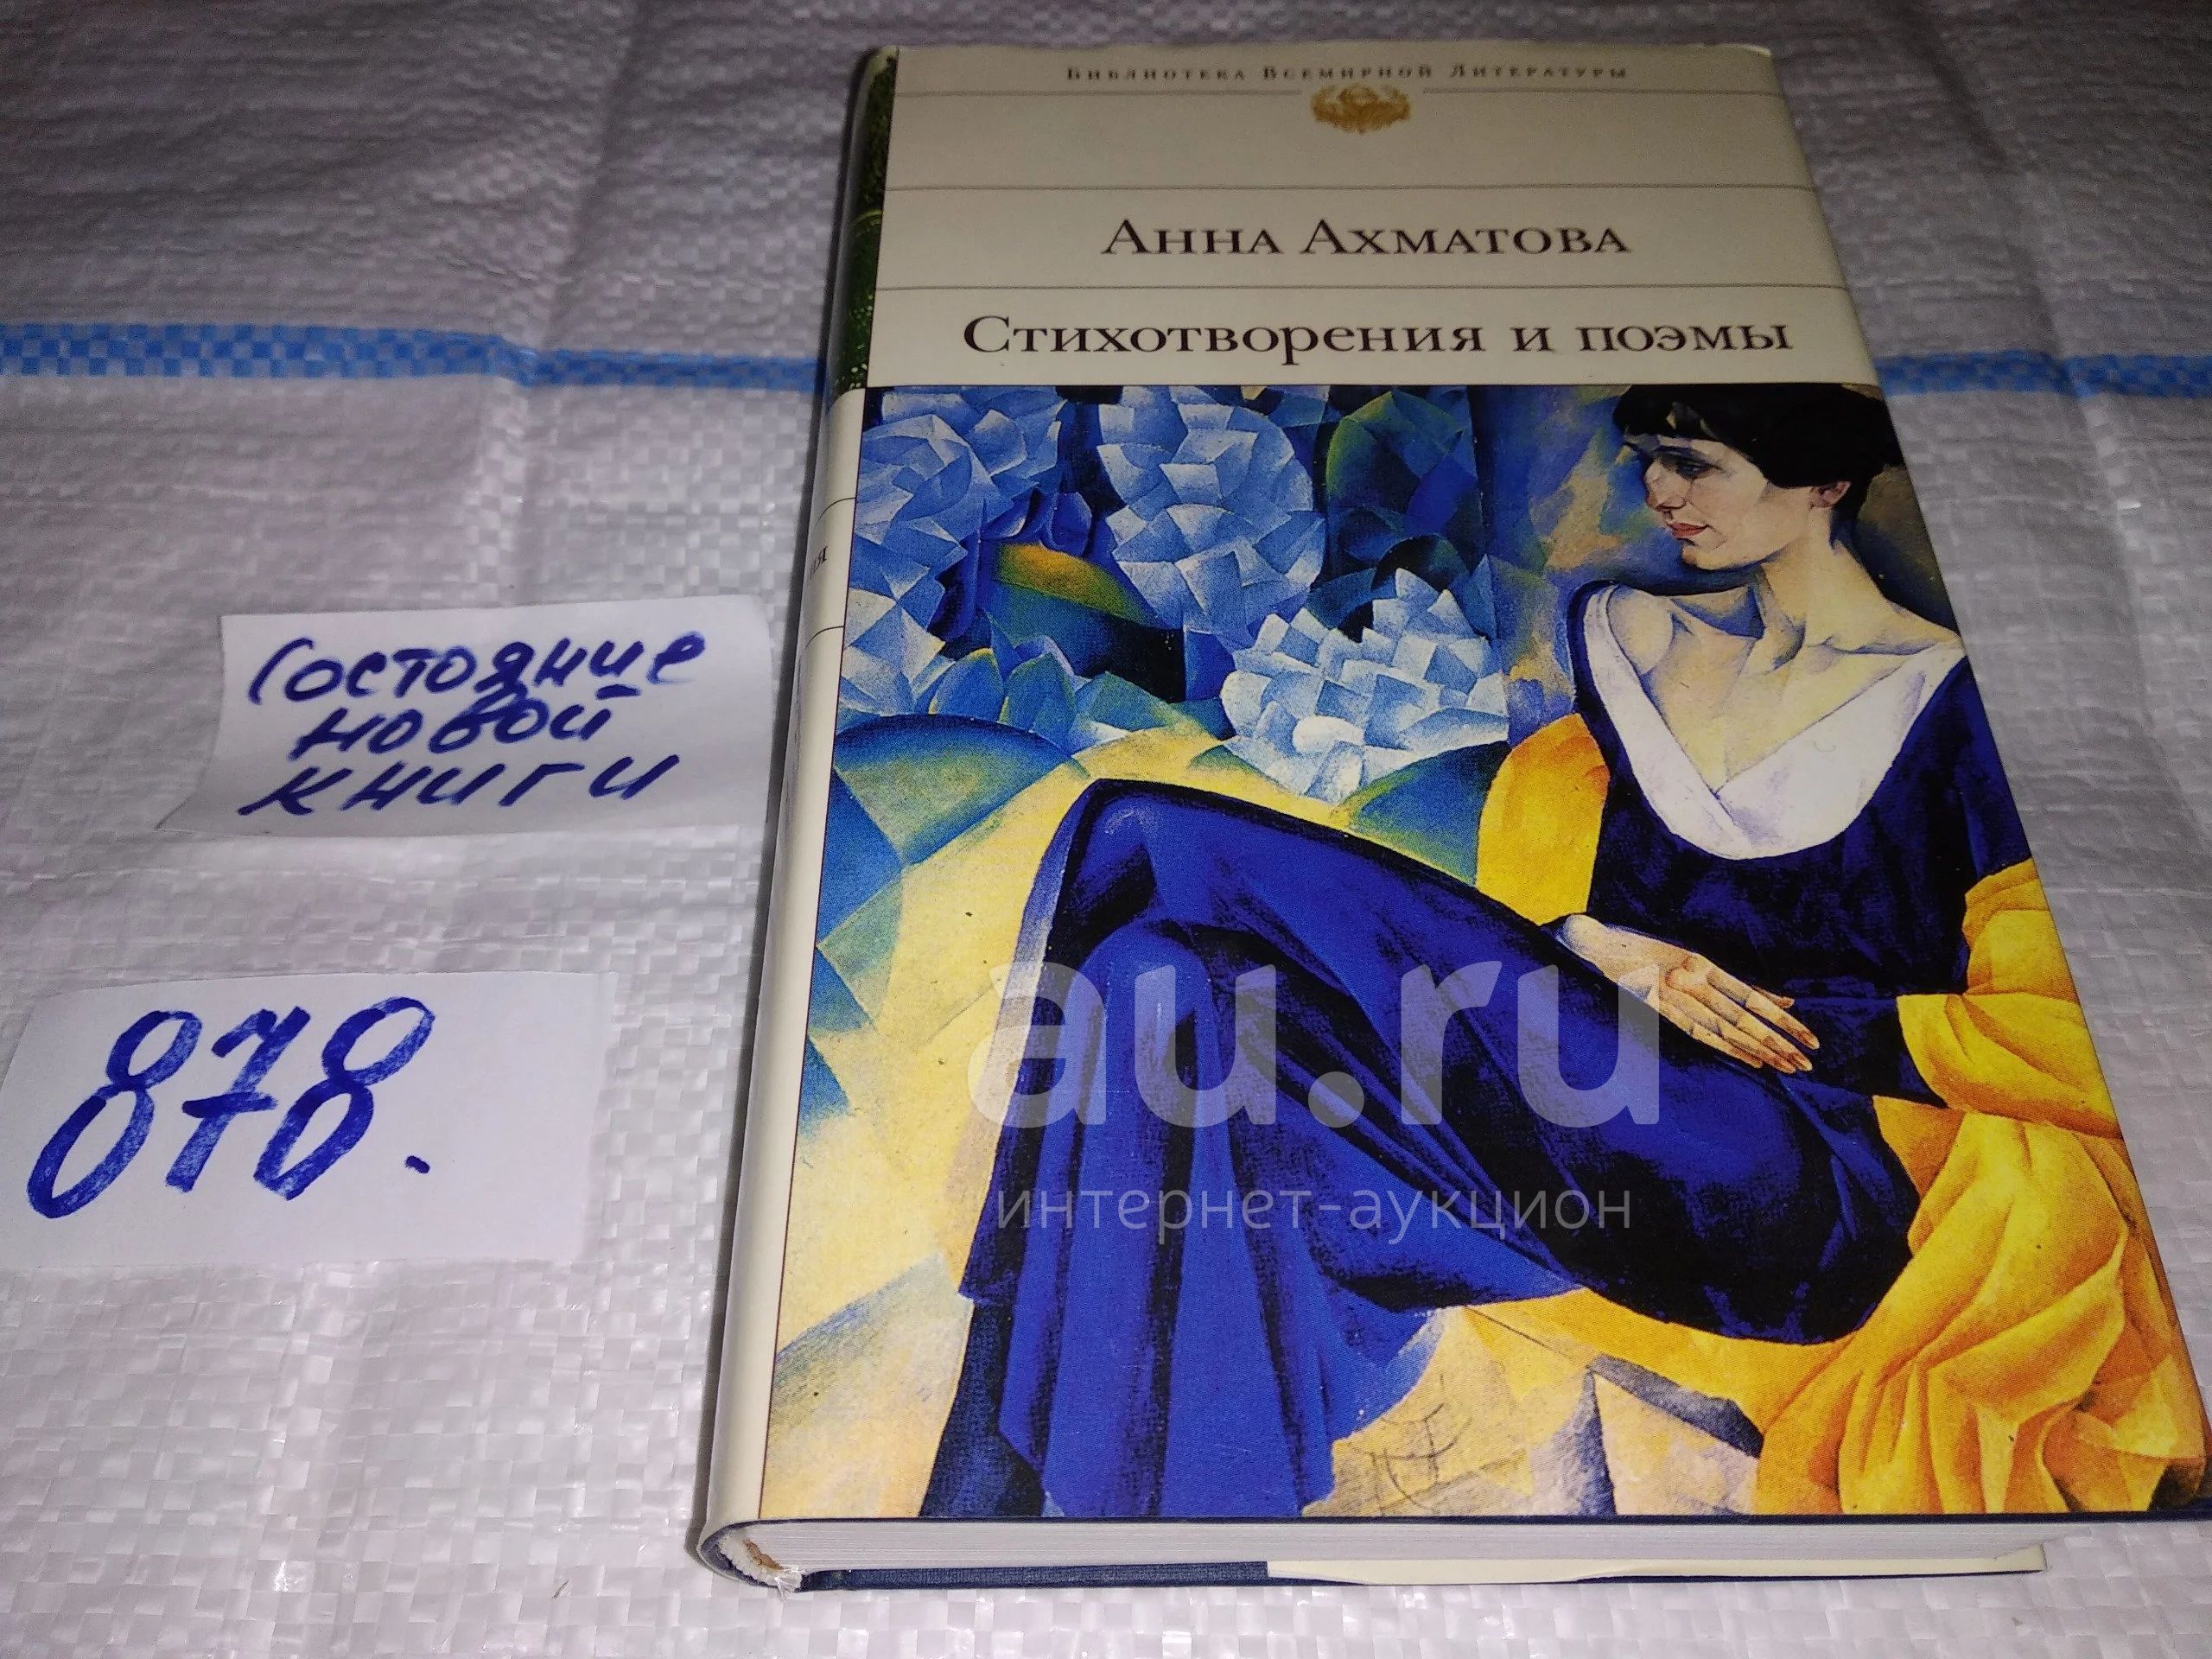 Библиотека Всемирной Литературы
Анна Ахматова
Стихотворения и поэмы
Состояние
новой
книги
878.
au.ru
интернет-аукцион